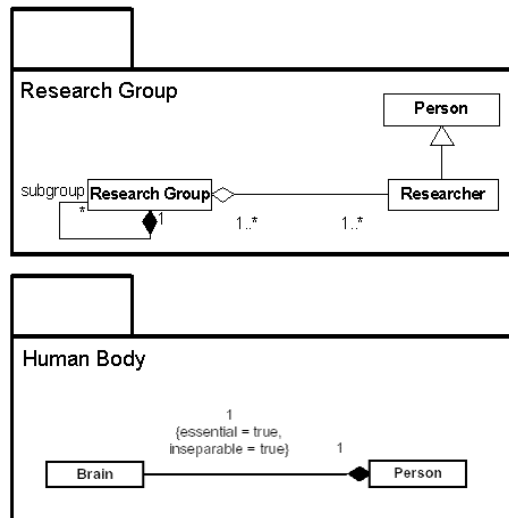 Research Group
Person
subgroup
Research Group
Researcher
*
1
1..*
1..*
Human Body
1
{essential = true,
inseparable = true}
1
Brain
Person